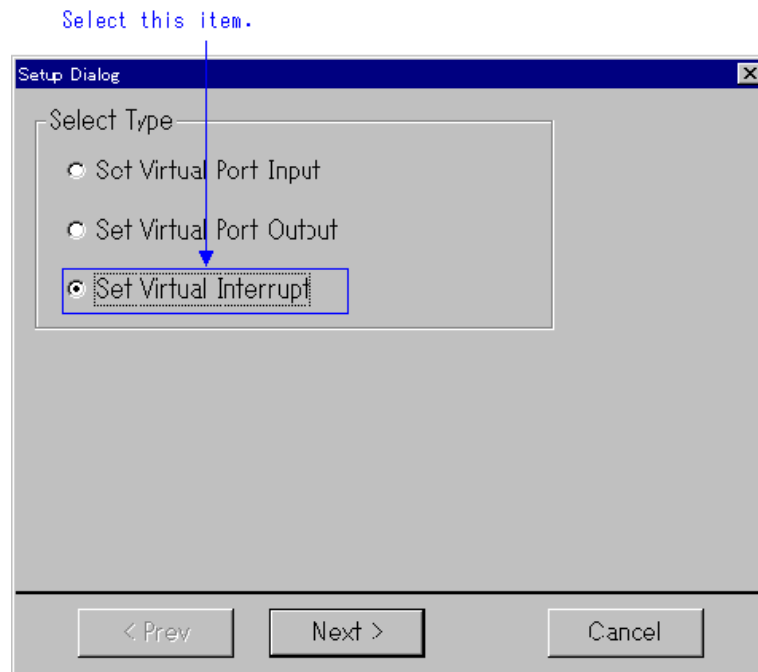 Select this item.
Setup Dialog
Select Type
Set Virtual Port Input
Set Virtual Port Output
Set Virtual Interrupt
< Prev
Next >
Cancel